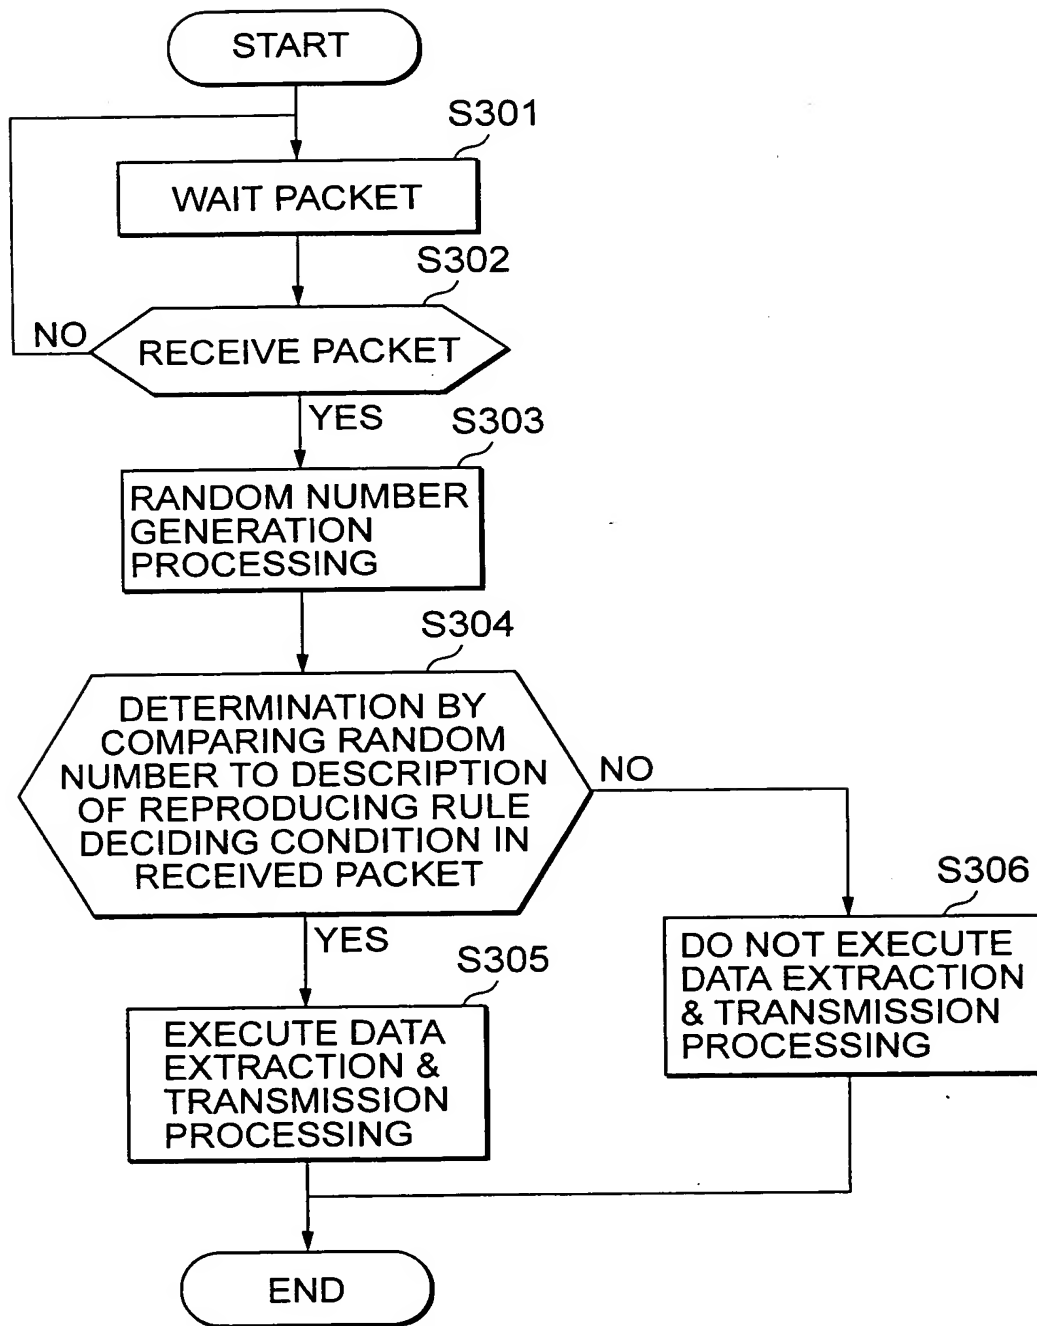 START
S301
WAIT PACKET
S302
NO
RECEIVE PACKET
YES
S303
RANDOM NUMBER
GENERATION
PROCESSING
S304
DETERMINATION BY
COMPARING RANDOM
NUMBER TO DESCRIPTION
OF REPRODUCING RULE
DECIDING CONDITION IN
RECEIVED PACKET
NO
YES
S305
EXECUTE DATA
EXTRACTION &
TRANSMISSION
PROCESSING
S306
DO NOT EXECUTE
DATA EXTRACTION
& TRANSMISSION
PROCESSING
END